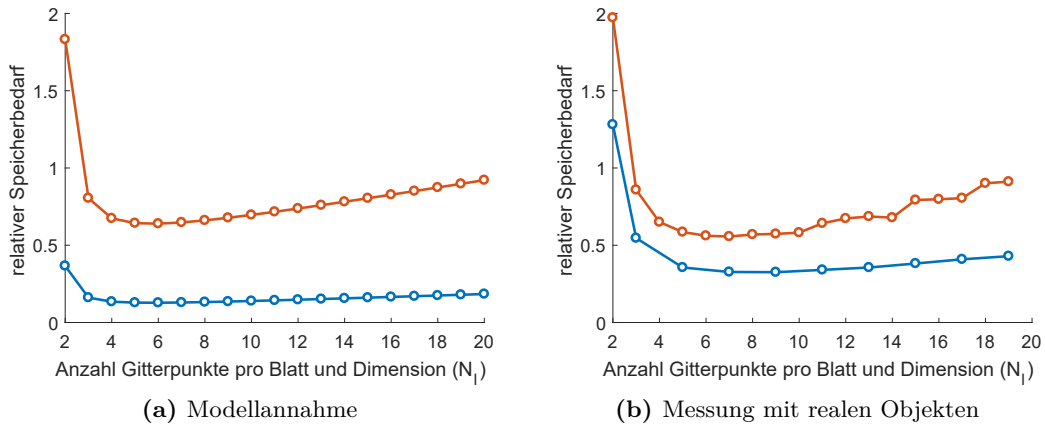 2
1.5
1
0.5
0
relativer Speicherbedarf
2 4 6 8 10 12 14 16 18 20
Anzahl Gitterpunkte pro Blatt und Dimension (N_l)
(a) Modellannahme
2
1.5
1
0.5
0
relativer Speicherbedarf
2 4 6 8 10 12 14 16 18 20
Anzahl Gitterpunkte pro Blatt und Dimension (N_l)
(b) Messung mit realen Objekten